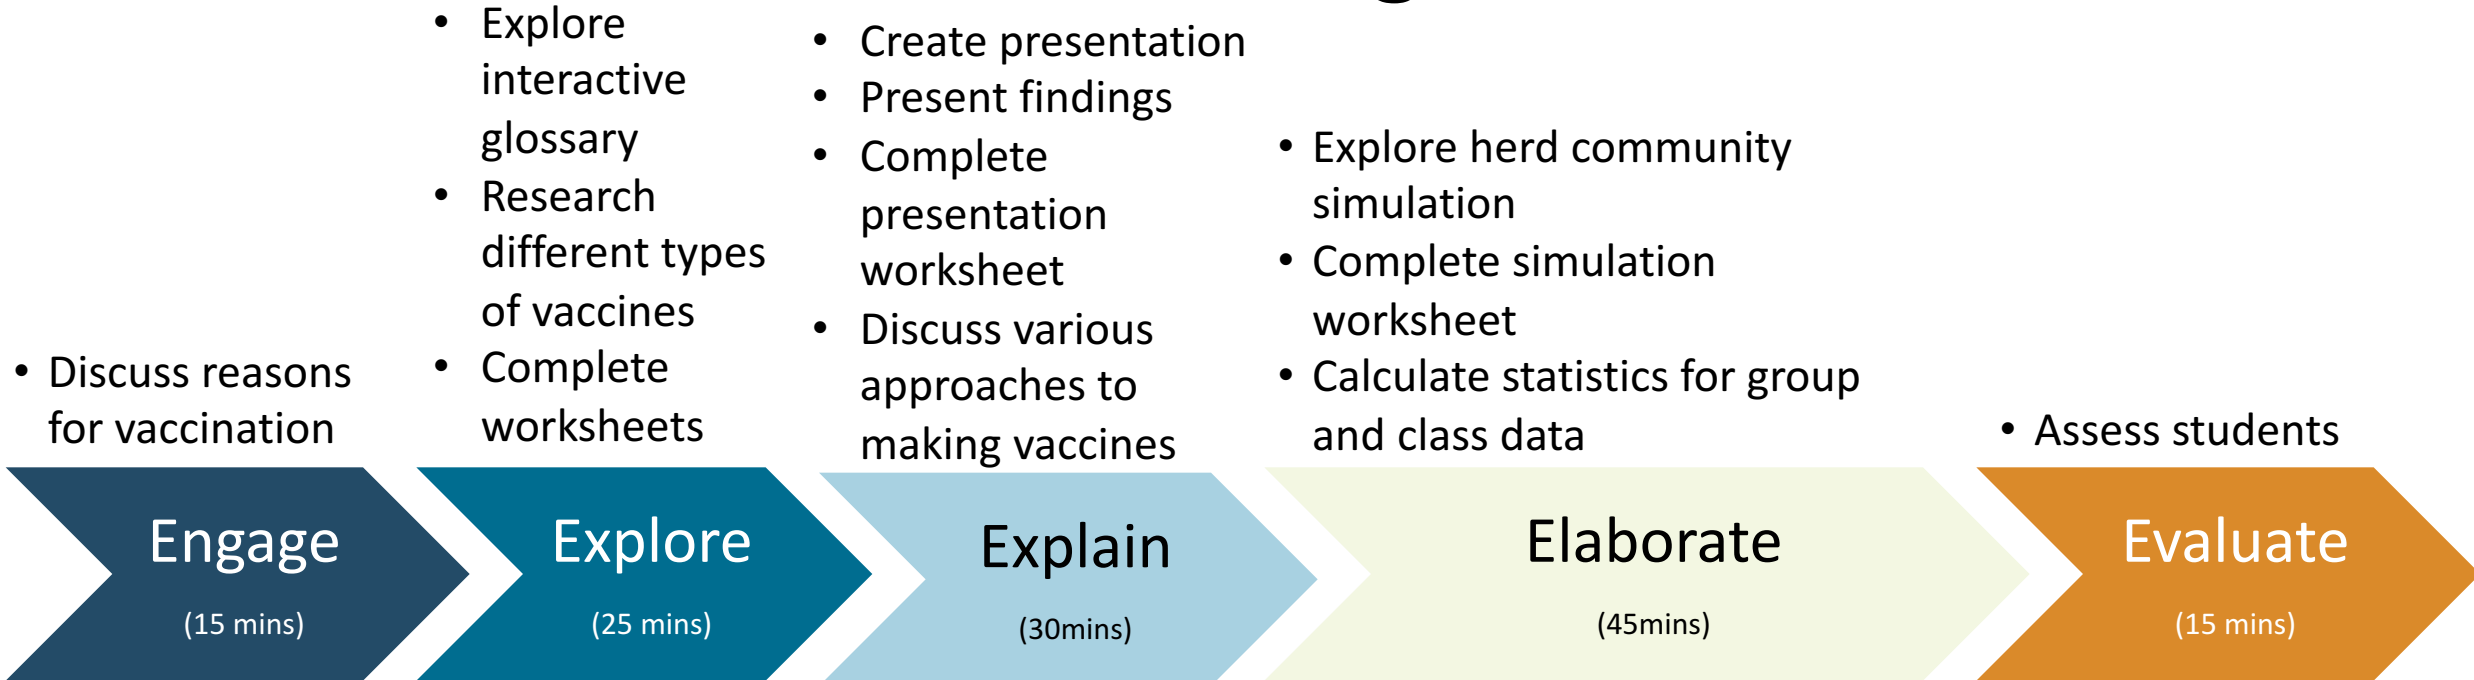 • Discuss reasons
for vaccination
Engage
(15 mins)
• Explore
interactive
glossary
• Research
different types
of vaccines
• Complete
worksheets
Explore
(25 mins)
• Create presentation
• Present findings
• Complete
presentation
worksheet
• Discuss various
approaches to
making vaccines
Explain
(30mins)
• Explore herd community
simulation
• Complete simulation
worksheet
• Calculate statistics for group
and class data
Elaborate
(45mins)
• Assess students
Evaluate
(15 mins)